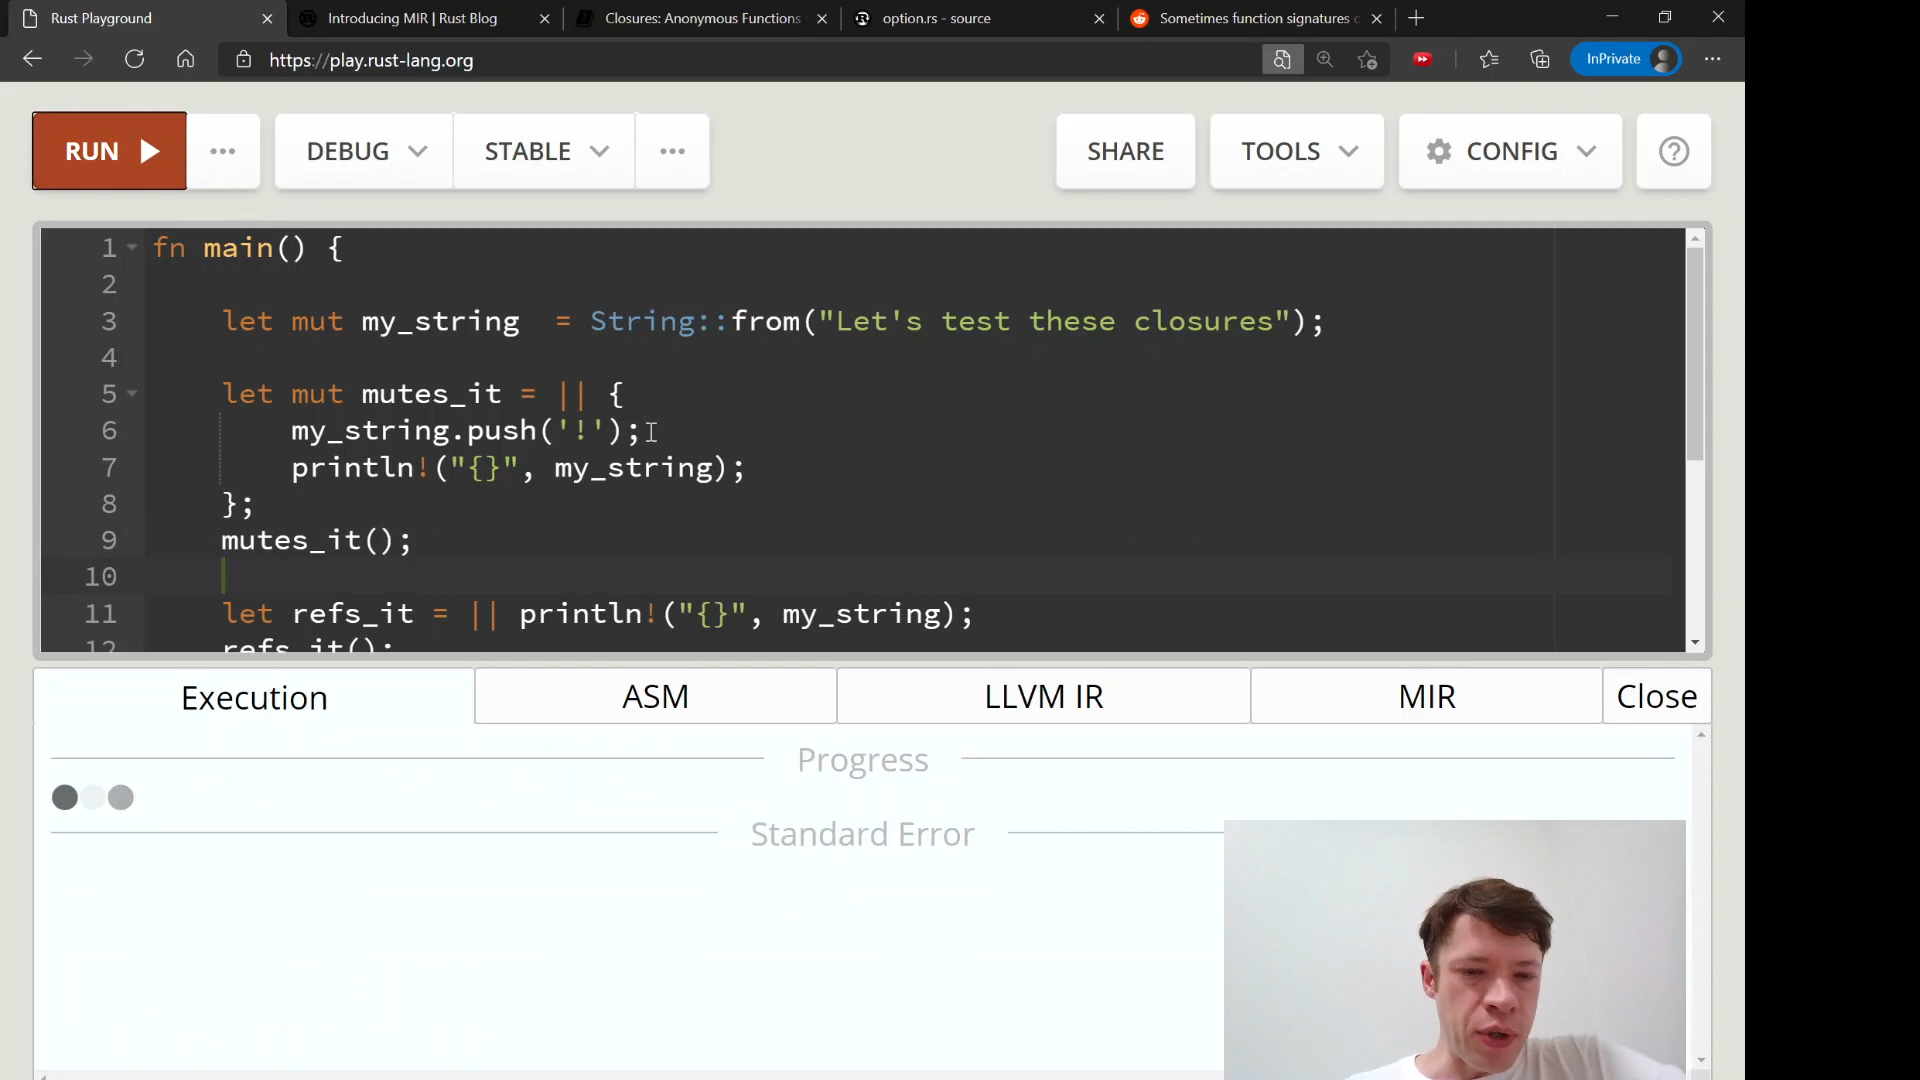 Rust Playground
Introducing MIR | Rust Blog
Closures: Anonymous Functions
option.rs - source
Sometimes function signatures c
https://play.rust-lang.org
InPrivate
RUN
DEBUG
STABLE
SHARE
TOOLS
CONFIG
1 fn main() {
2
3 let mut my_string  = String::from("Let's test these closures");
4
5 let mut mutes_it = || {
6 my_string.push('!');
7 println!("{}", my_string);
8 };
9 mutes_it();
10
11 let refs_it = || println!("{}", my_string);
12 refs_it();
Execution
ASM
LLVM IR
MIR
Close
Progress
Standard Error